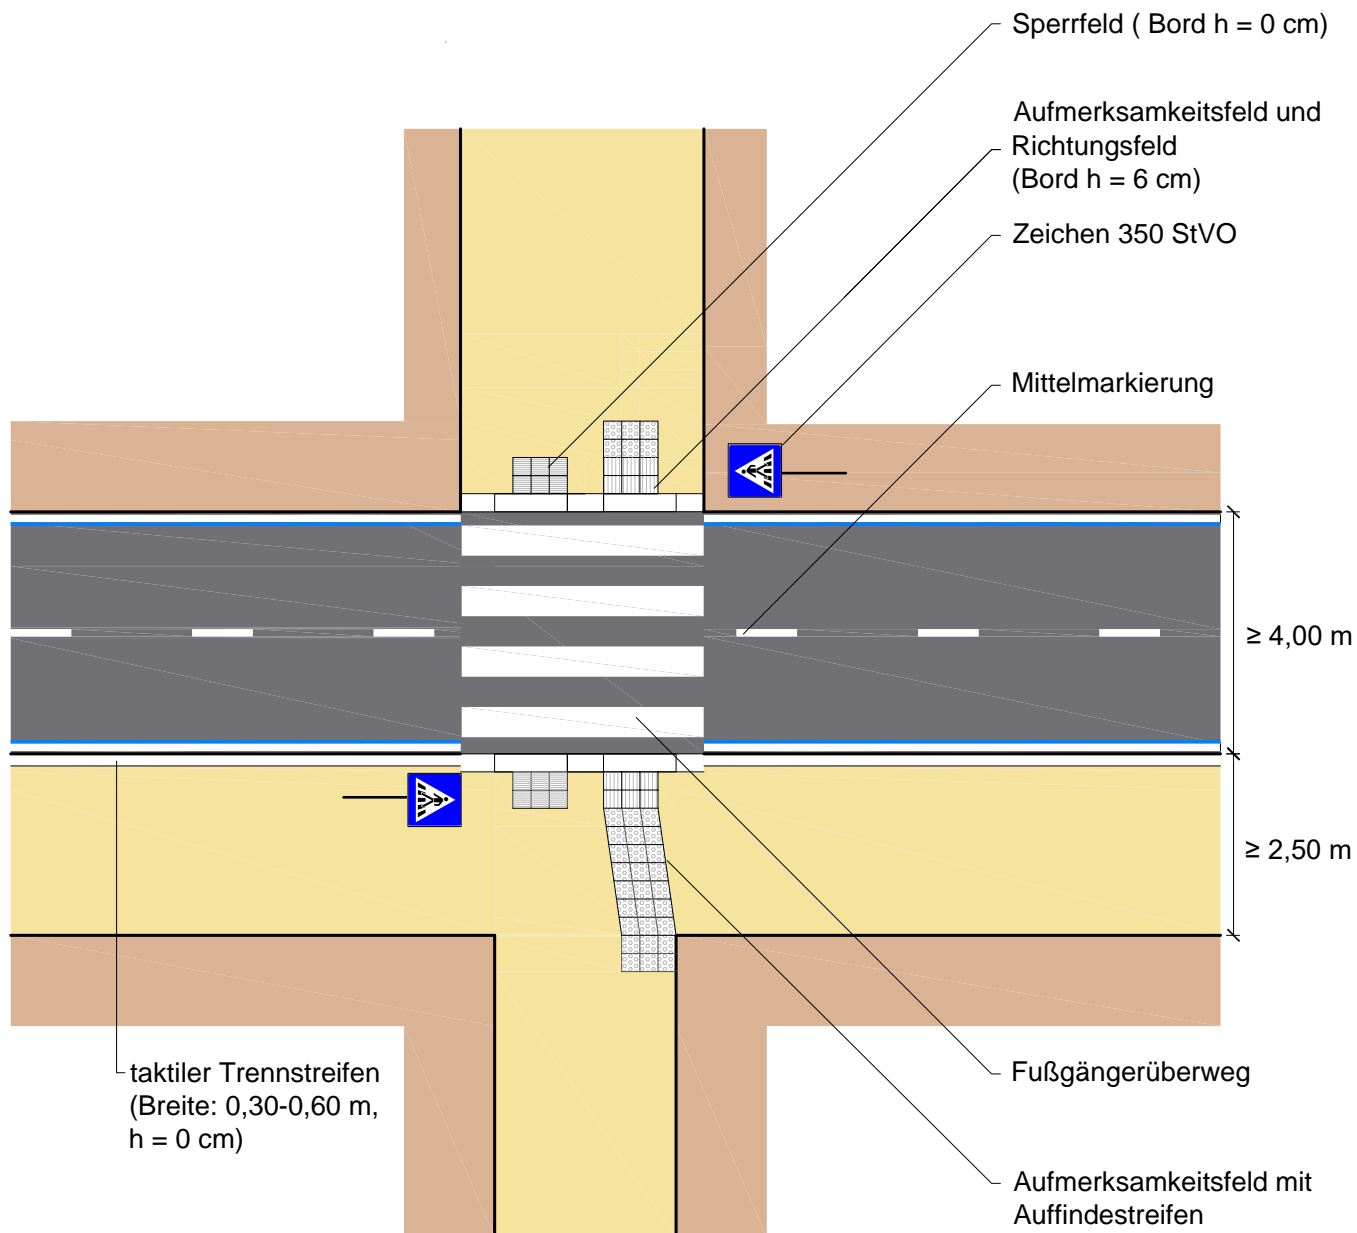 Sperrfeld ( Bord h = 0 cm)
Aufmerksamkeitsfeld und
Richtungsfeld
(Bord h = 6 cm)
Zeichen 350 StVO
Mittelmarkierung
≥ 4,00 m
≥ 2,50 m
taktiler Trennstreifen
(Breite: 0,30-0,60 m,
h = 0 cm)
Fußgängerüberweg
Aufmerksamkeitsfeld mit
Auffindestreifen